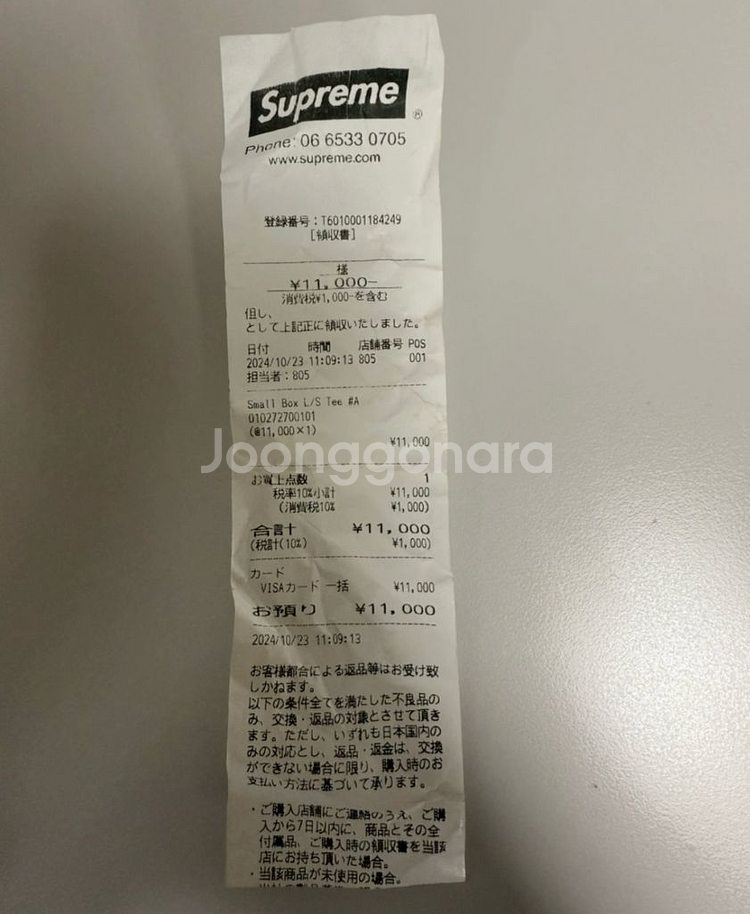 Supreme
®
Phone: 06 6533 0705
www.supreme.com
登録番号：T6010001184249
[領収書]
様
¥11,000-
消費税¥1,000-を含む
但し、
として上記正に領収いたしました。
日付 時間 店舗番号 POS
2024/10/23 11:09:13 805 001
担当者：805
Small Box L/S Tee #A
010272700101
(@11,000×1)
¥11,000
Joonggonara
お買上点数 1
税率10%小計 ¥11,000
(消費税10% ¥1,000)
合計 ¥11,000
(税計(10%) ¥1,000)
カード
VISAカード 一括 ¥11,000
お預り ¥11,000
2024/10/23 11:09:13
お客様都合による返品等はお受け致
しかねます。
以下の条件全てを満たした不良品の
み、交換・返品の対象とさせて頂き
ます。ただし、いずれも日本国内の
みの対応とし、返品・返金は、交換
ができない場合に限り、購入時のお
支払い方法に基づいて承ります。
・ご購入店舗にご連絡のうえ、ご購
入から7日以内に、商品とその全
付属品、ご購入時の領収書を当該
店にお持ち頂いた場合。
・当該商品が未使用の場合。